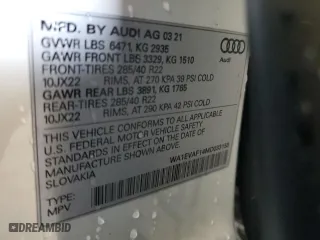 MFD. BY AUDI AG 03 21
GVWR LBS 6471, KG 2935
GAWR FRONT LBS 3329, KG 1510
FRONT-TIRES 285/40 R22
10JX22 RIMS, AT 270 KPA 39 PSI COLD
GAWR REAR LBS 3891, KG 1765
REAR-TIRES 285/40 R22
10JX22 RIMS, AT 290 KPA 42 PSI COLD
THIS VEHICLE CONFORMS TO ALL APPLICABLE
U.S. FEDERAL MOTOR VEHICLE SAFETY
STANDARDS IN EFFECT ON THE DATE OF
MANUFACTURE SHOWN ABOVE.
SLOVAKIA
TYPE:
MPV
Audi
DEALERSHIP
AUCTIONS HISTORY